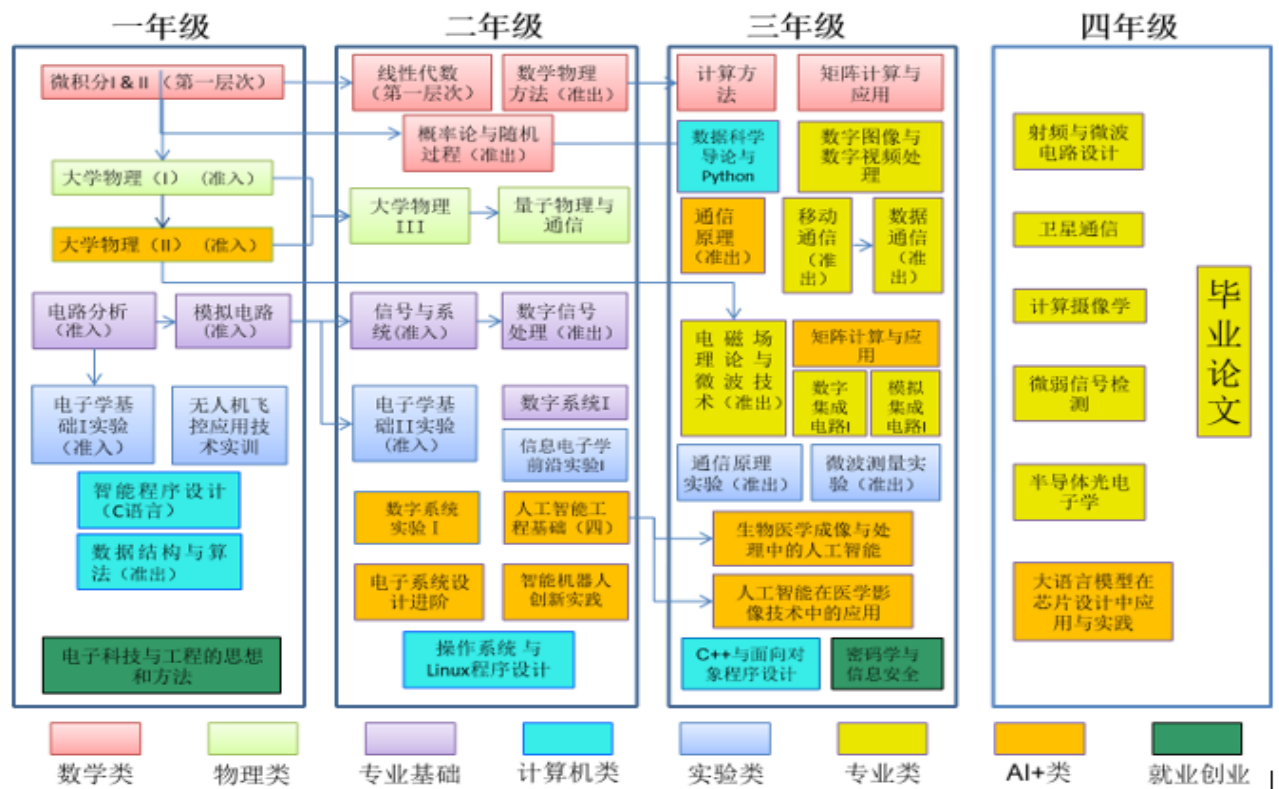 一年级
二年级
三年级
四年级
微积分I & II （第一层次）
大学物理（I）（准入）
大学物理（II）（准入）
电路分析
（准入）
模拟电路
（准入）
电子学基
础I实验
（准入）
无人机飞
控应用技
术实训
智能程序设计
（C语言）
数据结构与算
法（准出）
电子科技与工程的思想
和方法
线性代数
（第一层次）
数学物理
方法（准出）
概率论与随机
过程（准出）
大学物理
III
量子物理与
通信
信号与系
统(准入）
数字信号
处理（准出）
电子学基
础II实验
（准入）
数字系统I
信息电子学
前沿实验I
数字系统
实验 I
人工智能工
程基础（四）
电子系统设
计进阶
智能机器人
创新实践
操作系统 与
Linux程序设计
计算方
法
矩阵计算与
应用
数据科学
导论与
Python
数字图像与
数字视频处
理
通信
原理
（准出）
移动
通信
（准
出）
数据
通信
（准
出）
电 磁 场
理 论 与
微 波 技
术（准出）
矩阵计算与应
用
数字
集成
电路I
模拟
集成
电路I
通信原理
实验（准出）
微波测量实
验（准出）
生物医学成像与处
理中的人工智能
人工智能在医学影
像技术中的应用
C++与面向对
象程序设计
密码学与
信息安全
射频与微波
电路设计
卫星通信
计算摄像学
微弱信号检
测
半导体光电
子学
大语言模型在
芯片设计中应
用与实践
毕
业
论
文
数学类
物理类
专业基础
计算机类
实验类
专业类
AI+类
就业创业